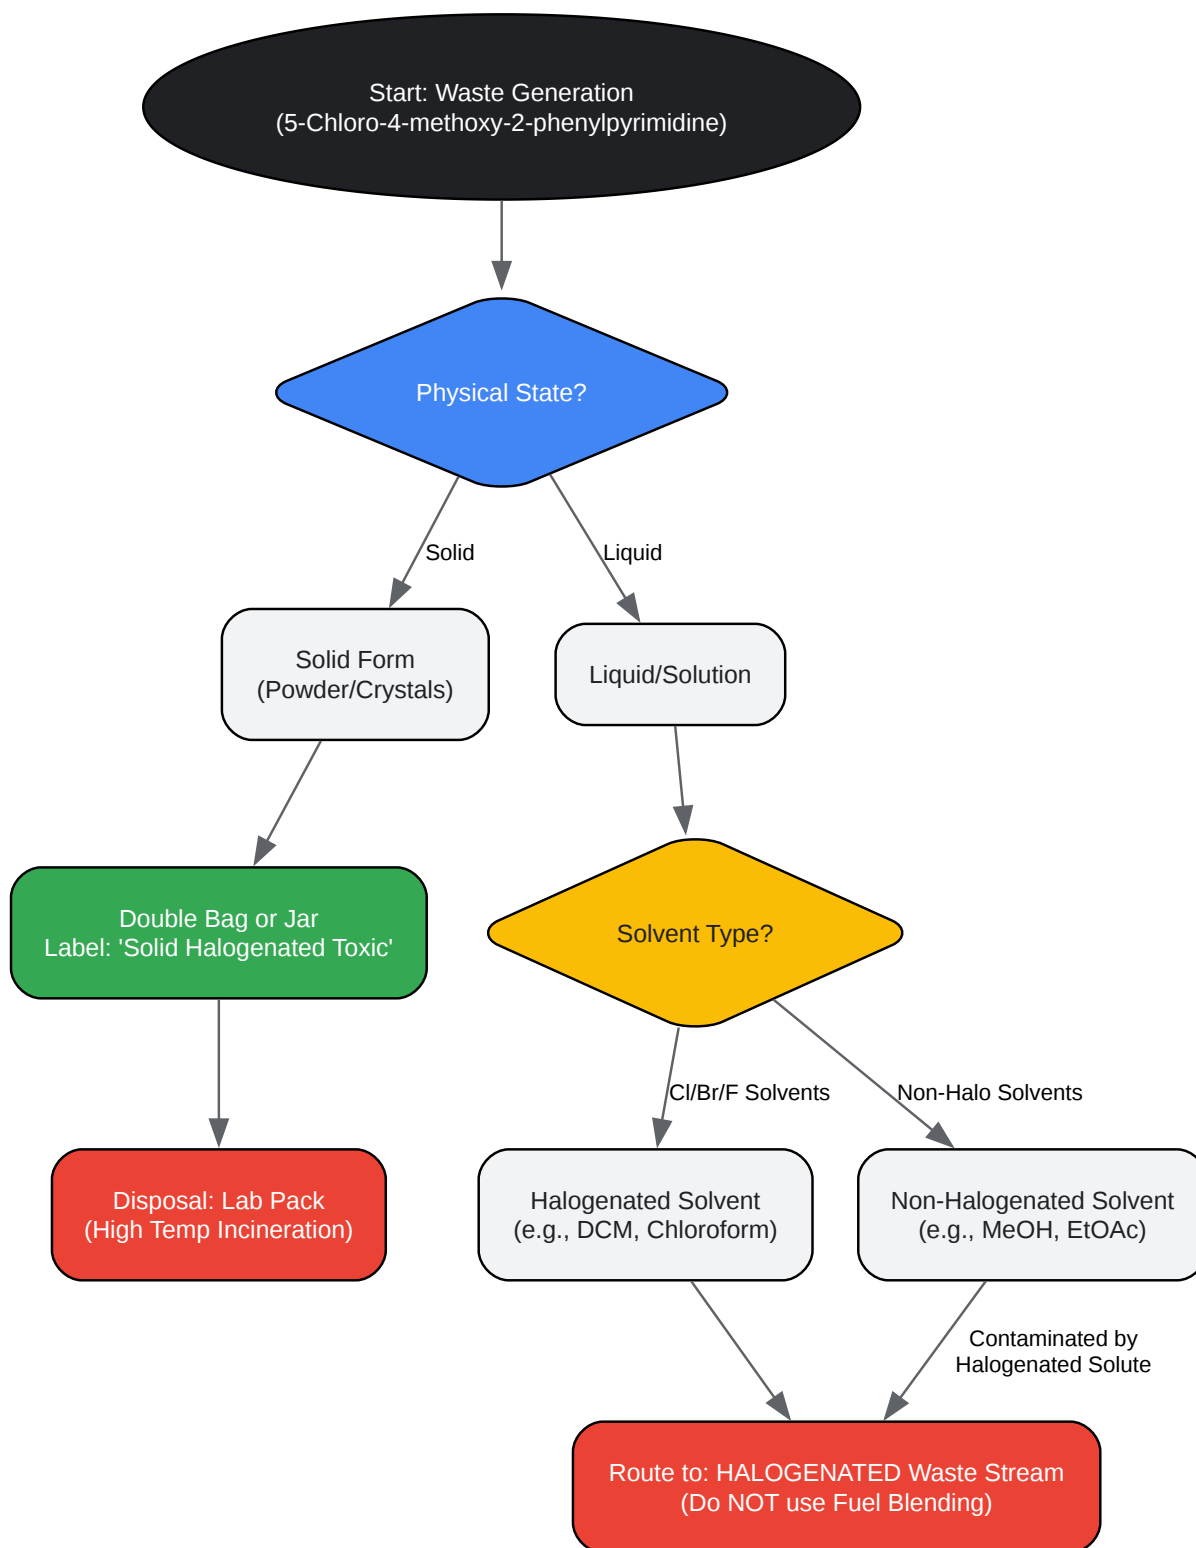 Start: Waste Generation
(5-Chloro-4-methoxy-2-phenylpyrimidine)
Physical State?
Solid
Liquid
Solid Form
(Powder/Crystals)
Liquid/Solution
Double Bag or Jar
Label: 'Solid Halogenated Toxic'
Solvent Type?
Cl/Br/F Solvents
Non-Halo Solvents
Disposal: Lab Pack
(High Temp Incineration)
Halogenated Solvent
(e.g., DCM, Chloroform)
Non-Halogenated Solvent
(e.g., MeOH, EtOAc)
Contaminated by
Halogenated Solute
Route to: HALOGENATED Waste Stream
(Do NOT use Fuel Blending)